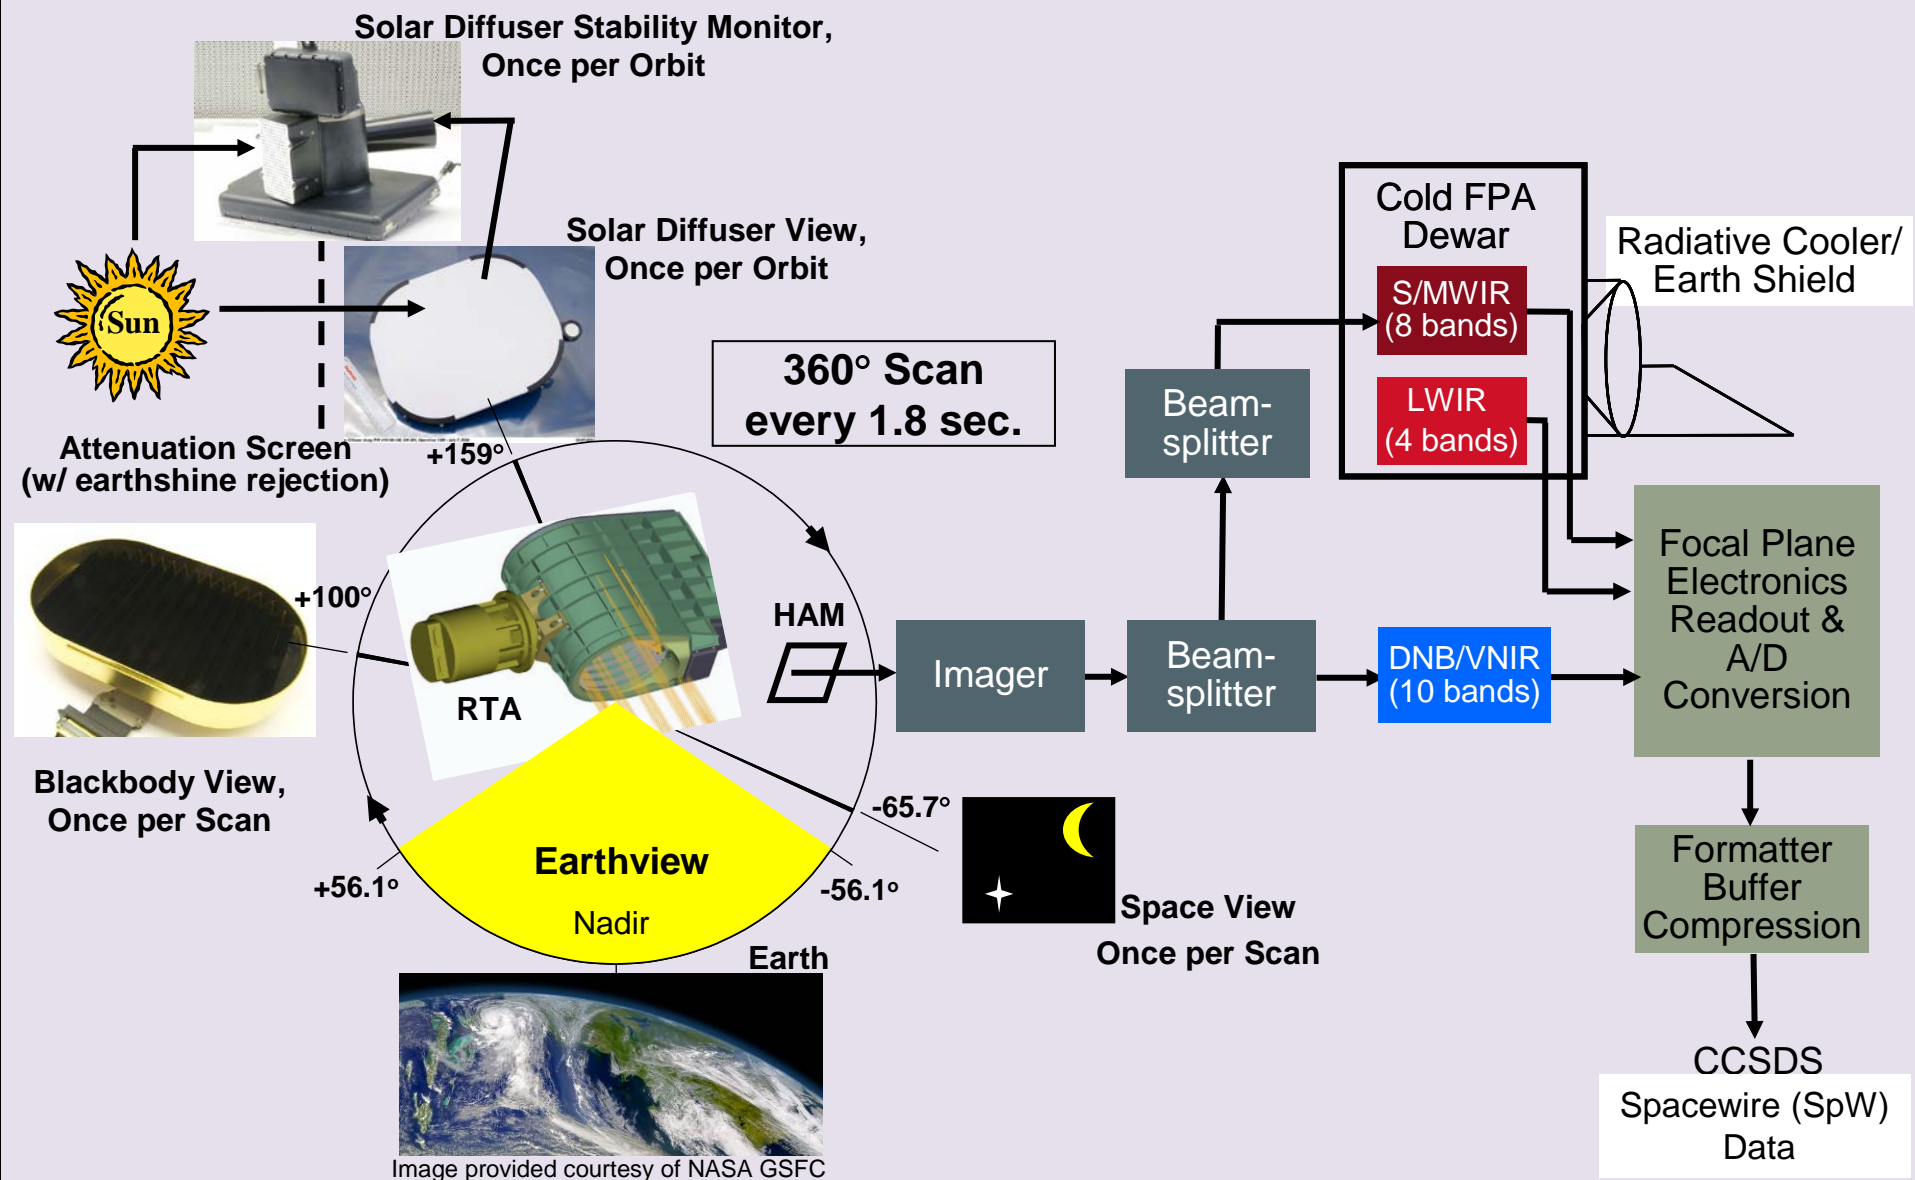 Solar Diffuser Stability Monitor,
Once per Orbit
Solar Diffuser View,
Once per Orbit
Sun
Attenuation Screen
(w/ earthshine rejection)
360° Scan
every 1.8 sec.
+159°
+100°
RTA
HAM
Blackbody View,
Once per Scan
+56.1°
-56.1°
-65.7°
Earthview
Nadir
Earth
Space View
Once per Scan
Image provided courtesy of NASA GSFC
Imager
Beam-
splitter
Beam-
splitter
Cold FPA
Dewar
S/MWIR
(8 bands)
LWIR
(4 bands)
DNB/VNIR
(10 bands)
Radiative Cooler/
Earth Shield
Focal Plane
Electronics
Readout &
A/D
Conversion
Formatter
Buffer
Compression
CCSDS
Spacewire (SpW)
Data